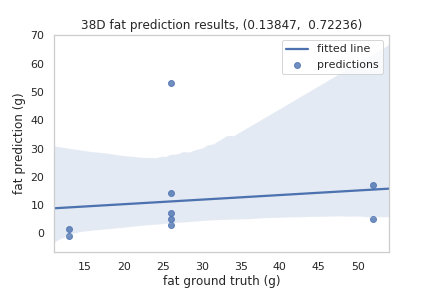 38D fat prediction results, (0.13847,  0.72236)
70
60
50
40
30
20
10
0
fat prediction (g)
fitted line
predictions
15 20 25 30 35 40 45 50
fat ground truth (g)